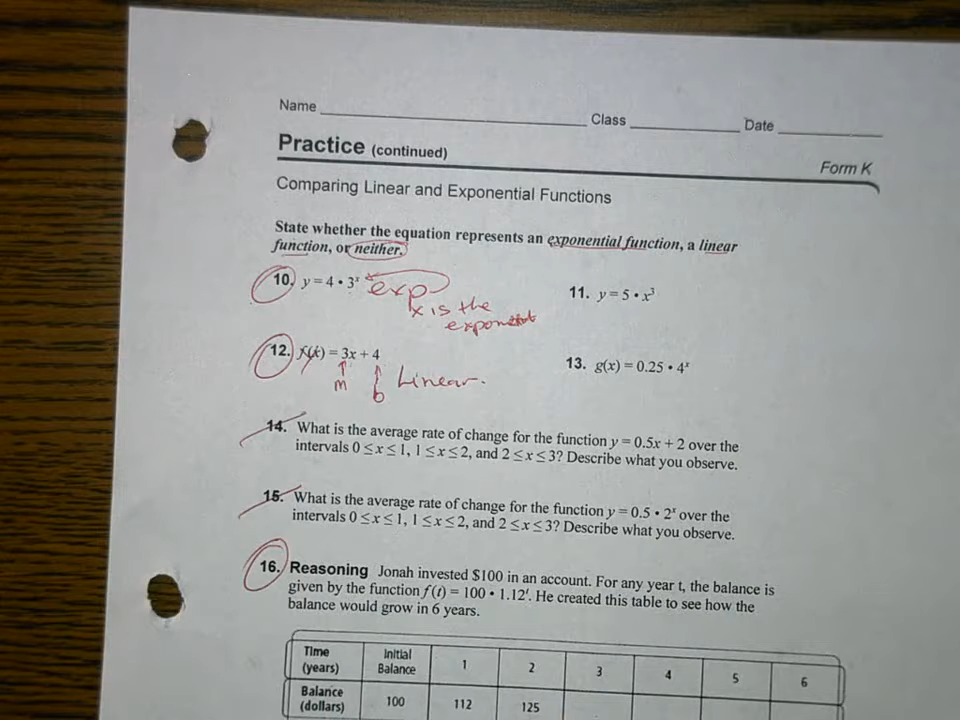 Name Class Date
Practice (continued) Form K
Comparing Linear and Exponential Functions
State whether the equation represents an exponential function, a linear
function, or neither.
10. y = 4 • 3ˣ exp
x is the
exponent
11. y = 5 • x³
12. f(x) = 3x + 4
m b Linear.
13. g(x) = 0.25 • 4ˣ
14. What is the average rate of change for the function y = 0.5x + 2 over the
intervals 0 ≤ x ≤ 1, 1 ≤ x ≤ 2, and 2 ≤ x ≤ 3? Describe what you observe.
15. What is the average rate of change for the function y = 0.5 • 2ˣ over the
intervals 0 ≤ x ≤ 1, 1 ≤ x ≤ 2, and 2 ≤ x ≤ 3? Describe what you observe.
16. Reasoning Jonah invested $100 in an account. For any year t, the balance is
given by the function f(t) = 100 • 1.12ᵗ. He created this table to see how the
balance would grow in 6 years.
Time (years) Initial Balance 1 2 3 4 5 6
Balance (dollars) 100 112 125